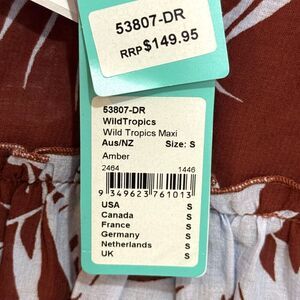 53807-DR
RRP$149.95
53807-DR
WildTropics
Wild Tropics Maxi
Aus/NZ Size: S
Amber
2464 1446
9 349623 761013
USA S
Canada S
France S
Germany S
Netherlands S
UK S